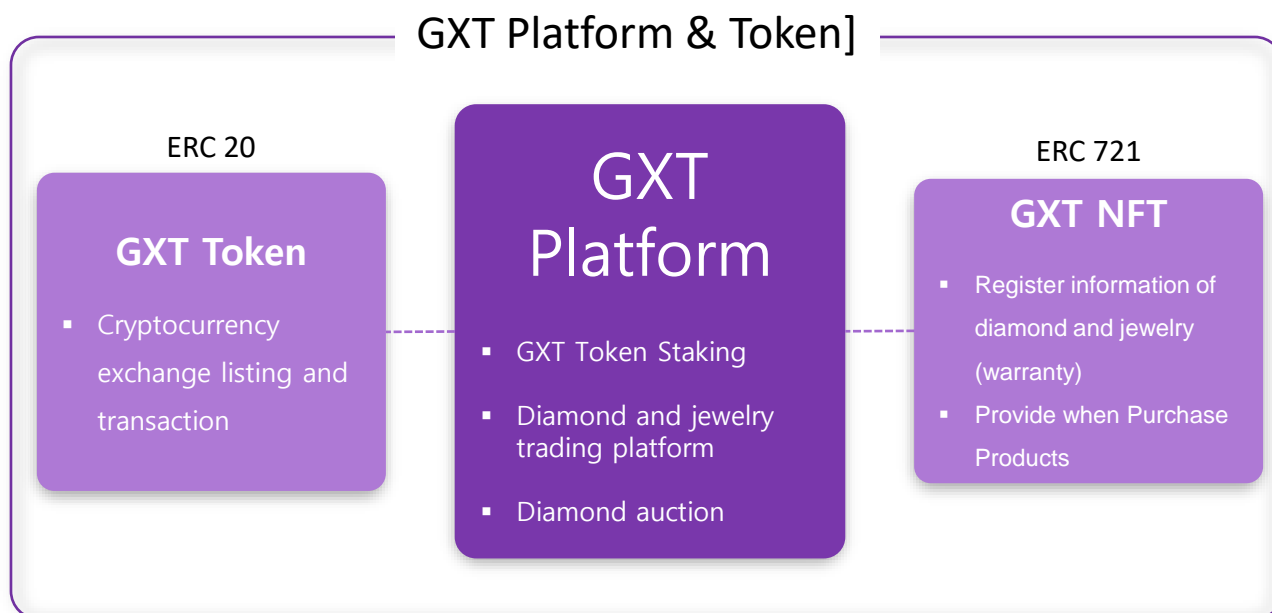 GXT Platform & Token]
ERC 20
GXT Token
▪ Cryptocurrency
exchange listing and
transaction
GXT
Platform
▪ GXT Token Staking
▪ Diamond and jewelry
trading platform
▪ Diamond auction
ERC 721
GXT NFT
▪ Register information of
diamond and jewelry
(warranty)
▪ Provide when Purchase
Products